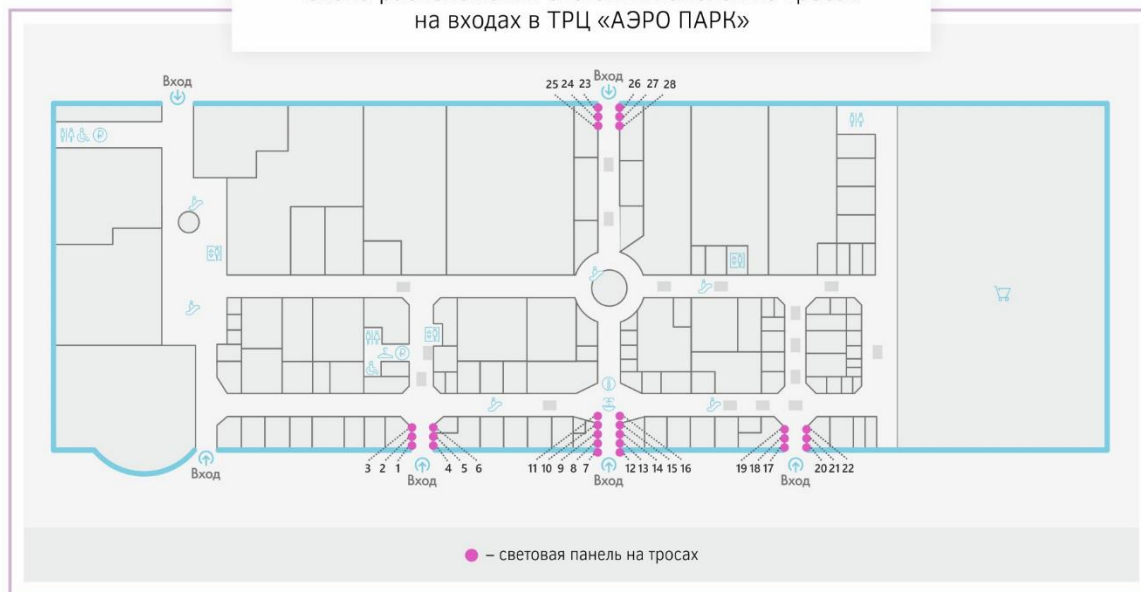 на входах в ТРЦ «АЭРО ПАРК»
Вход
Вход
25 24 23
26 27 28
3 2 1
4 5 6
11 10 9 8 7
12 13 14 15 16
19 18 17
20 21 22
Вход
Вход
Вход
Вход
– световая панель на тросах